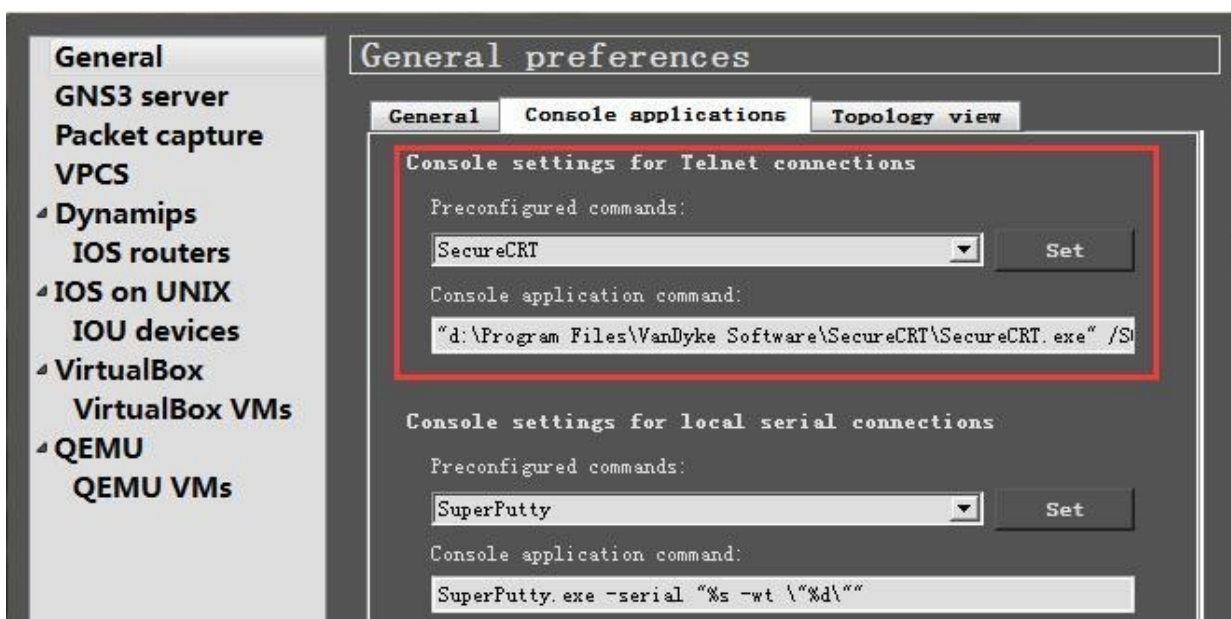 General
GNS3 server
Packet capture
VPCS
Dynamips
IOS routers
IOS on UNIX
IOU devices
VirtualBox
VirtualBox VMs
QEMU
QEMU VMs
General preferences
General Console applications Topology view
Console settings for Telnet connections
Preconfigured commands:
SecureCRT Set
Console application command:
"d:\Program Files\VanDyke Software\SecureCRT\SecureCRT.exe"
Console settings for local serial connections
Preconfigured commands:
SuperPutty Set
Console application command:
SuperPutty.exe -serial "%s -wt \"%d\""